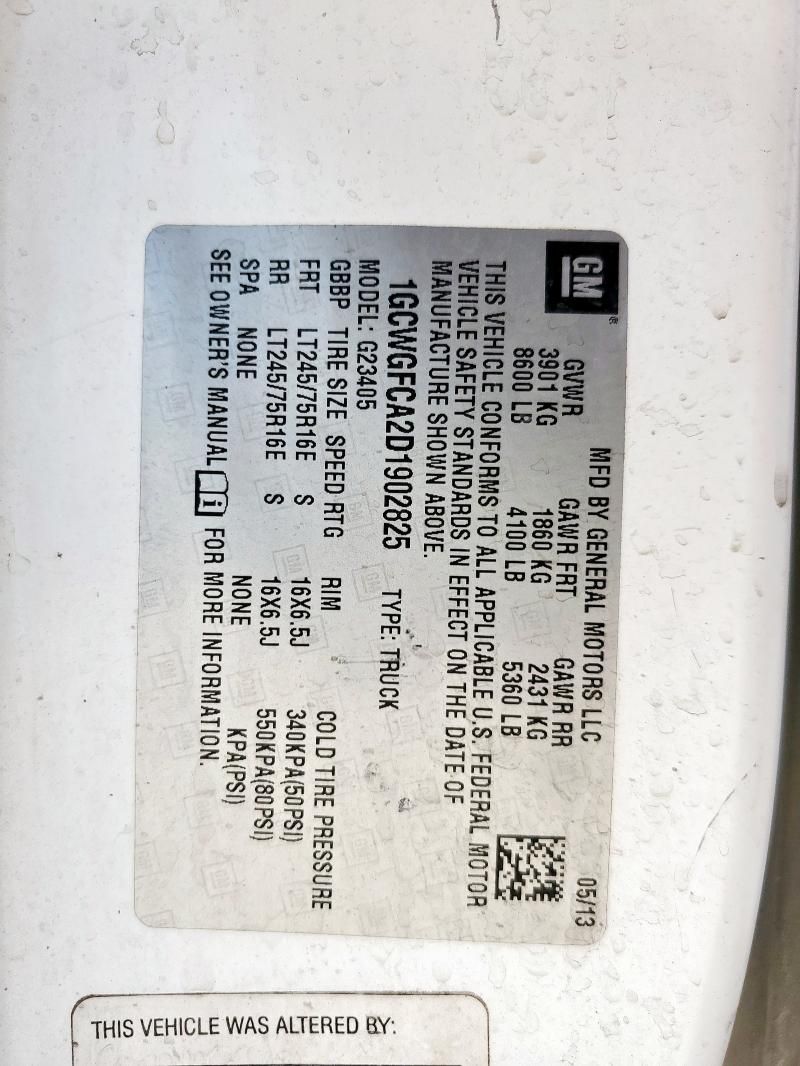 GM®
MFD BY GENERAL MOTORS LLC 05/13
GVWR GAWR FRT GAWR RR
3901 KG 1860 KG 2431 KG
8600 LB 4100 LB 5360 LB
THIS VEHICLE CONFORMS TO ALL APPLICABLE U.S. FEDERAL MOTOR
VEHICLE SAFETY STANDARDS IN EFFECT ON THE DATE OF
MANUFACTURE SHOWN ABOVE.
1GCWGFCA2D1902825 TYPE: TRUCK
MODEL: G23405
GBBP TIRE SIZE SPEED RTG RIM COLD TIRE PRESSURE
FRT LT245/75R16E S 16X6.5J 340KPA(50PSI)
RR LT245/75R16E S 16X6.5J 550KPA(80PSI)
SPA NONE NONE KPA(PSI)
SEE OWNER'S MANUAL i FOR MORE INFORMATION.
THIS VEHICLE WAS ALTERED BY: